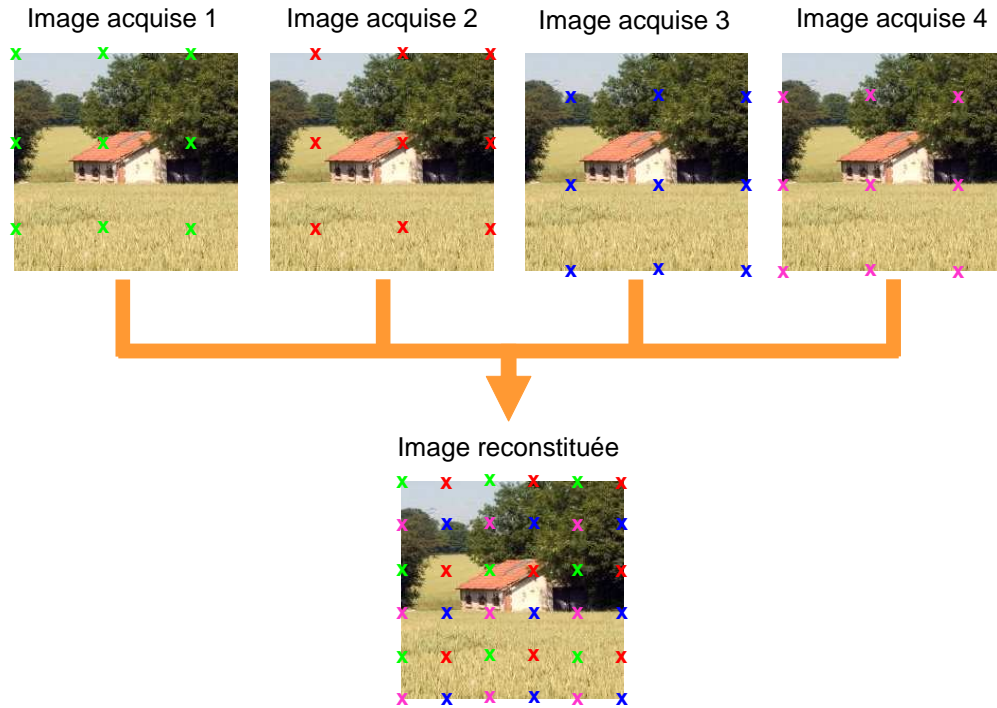 Image acquise 1
Image acquise 2
Image acquise 3
Image acquise 4
x x x
x x x
x x x
x x x
x x x
x x x
x x x
x x x
x x x
x x x
x x x
x x x
Image reconstituée
x x x x x x
x x x x x x
x x x x x x
x x x x x x
x x x x x x
x x x x x x